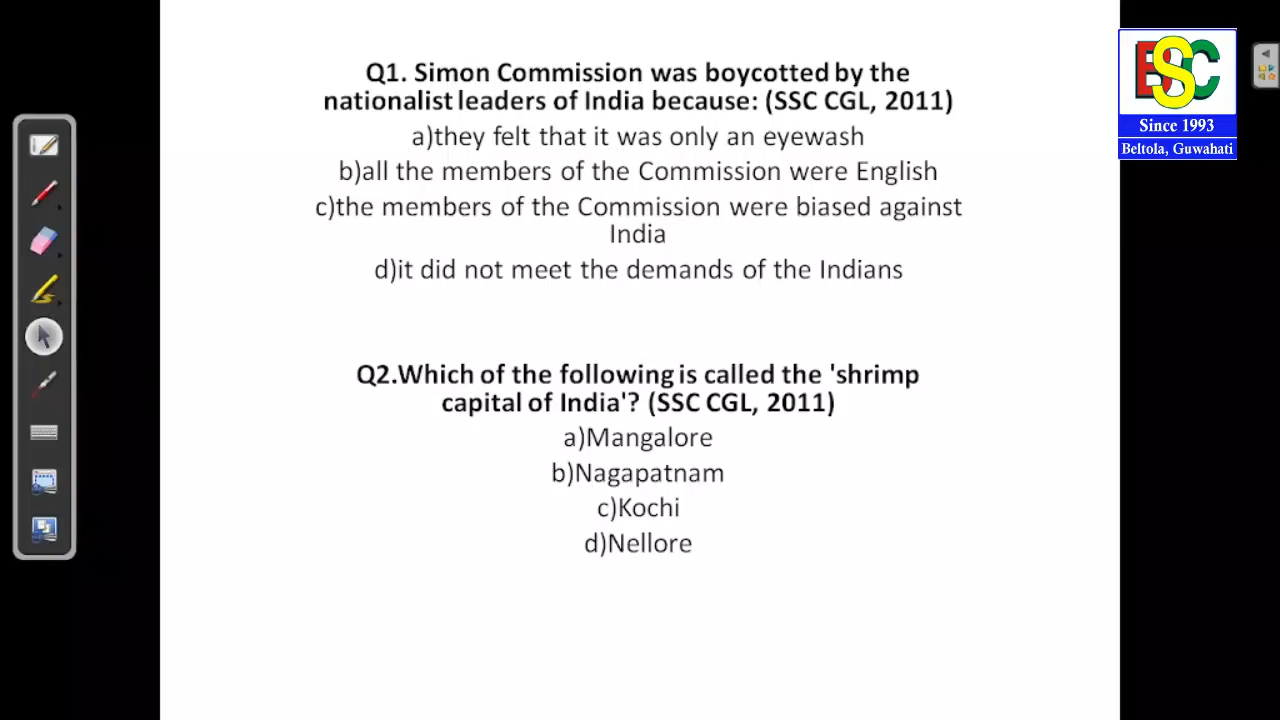 Q1. Simon Commission was boycotted by the
nationalist leaders of India because: (SSC CGL, 2011)
a)they felt that it was only an eyewash
b)all the members of the Commission were English
c)the members of the Commission were biased against
India
d)it did not meet the demands of the Indians
Q2.Which of the following is called the 'shrimp
capital of India'? (SSC CGL, 2011)
a)Mangalore
b)Nagapatnam
c)Kochi
d)Nellore
BSC
Since 1993
Beltola, Guwahati